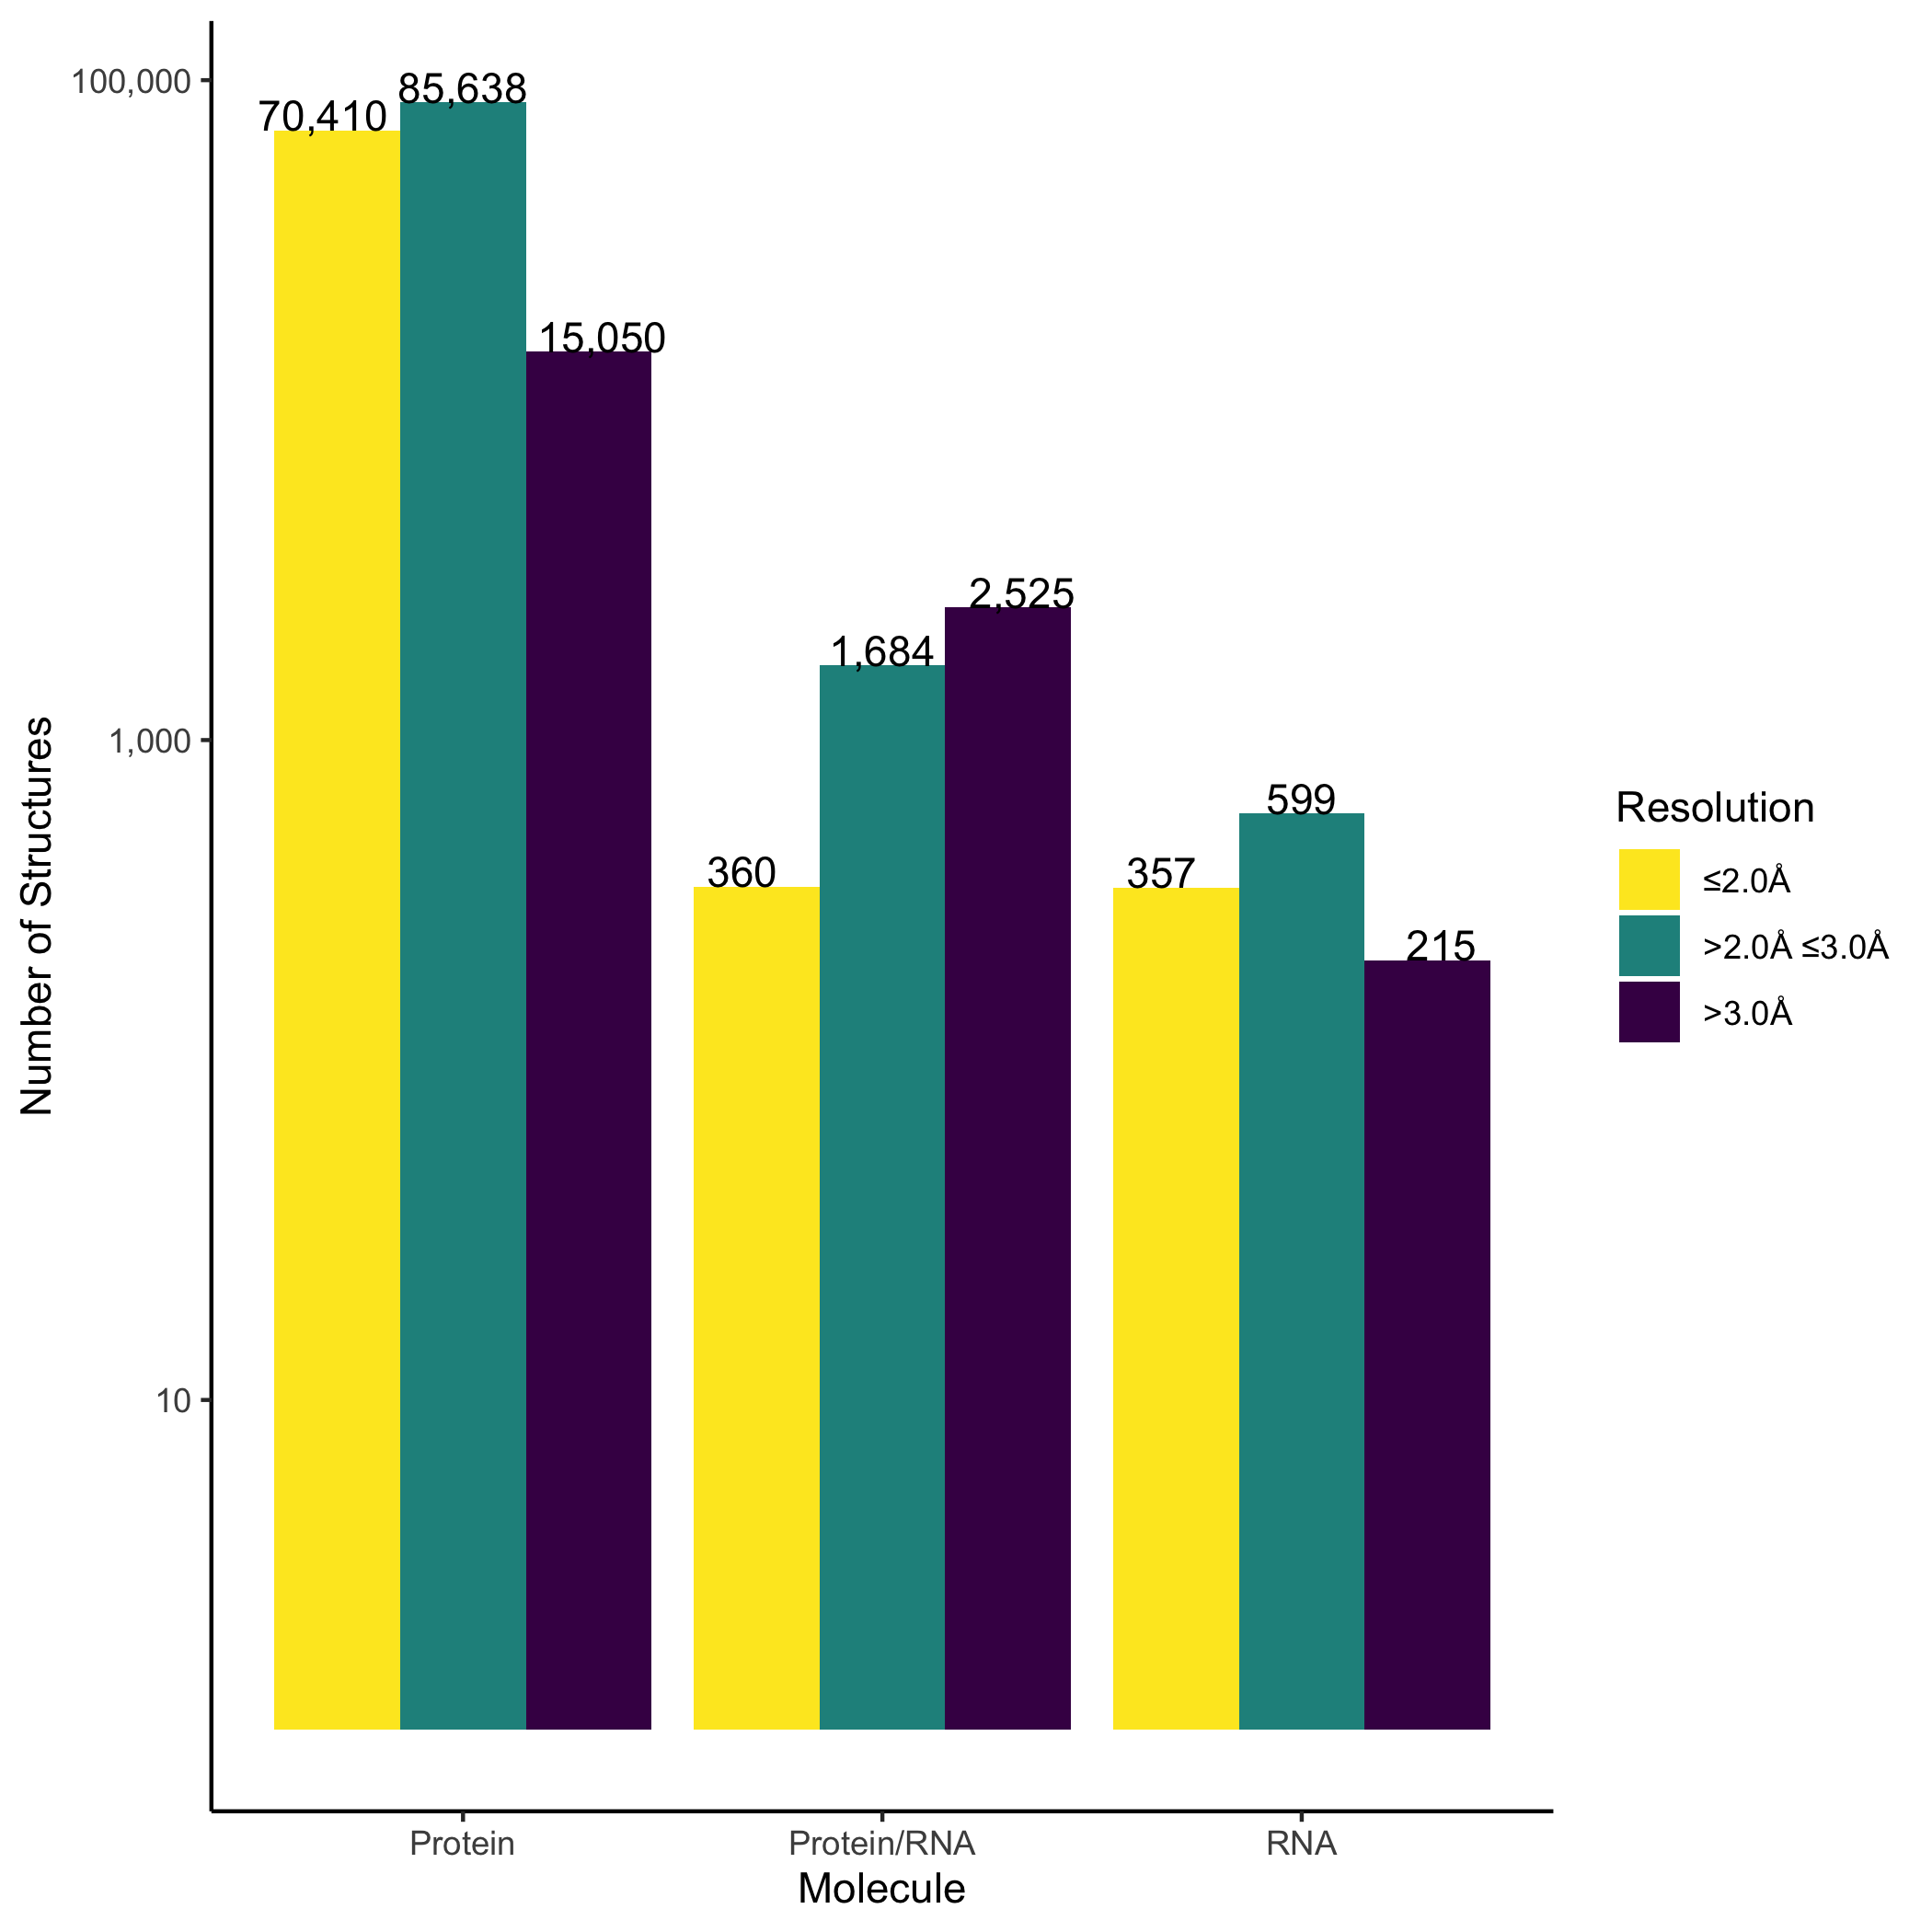 100,000
1,000
10
Number of Structures
70,410
85,638
15,050
360
1,684
2,525
357
599
215
Protein
Protein/RNA
RNA
Molecule
Resolution
≤2.0Å
>2.0Å ≤3.0Å
>3.0Å